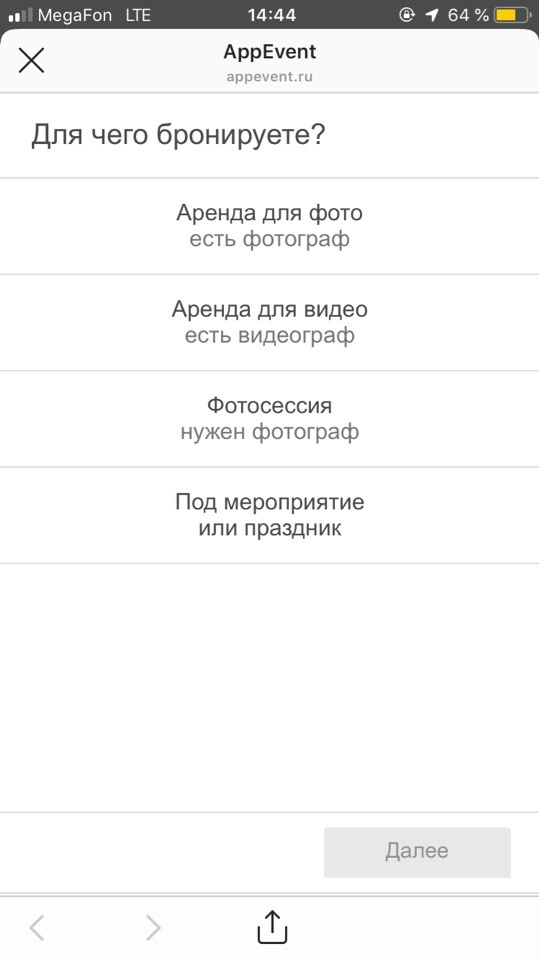 MegaFon LTE 14:44 64 %
AppEvent
appevent.ru
Для чего бронируете?
Аренда для фото
есть фотограф
Аренда для видео
есть видеограф
Фотосессия
нужен фотограф
Под мероприятие
или праздник
Далее